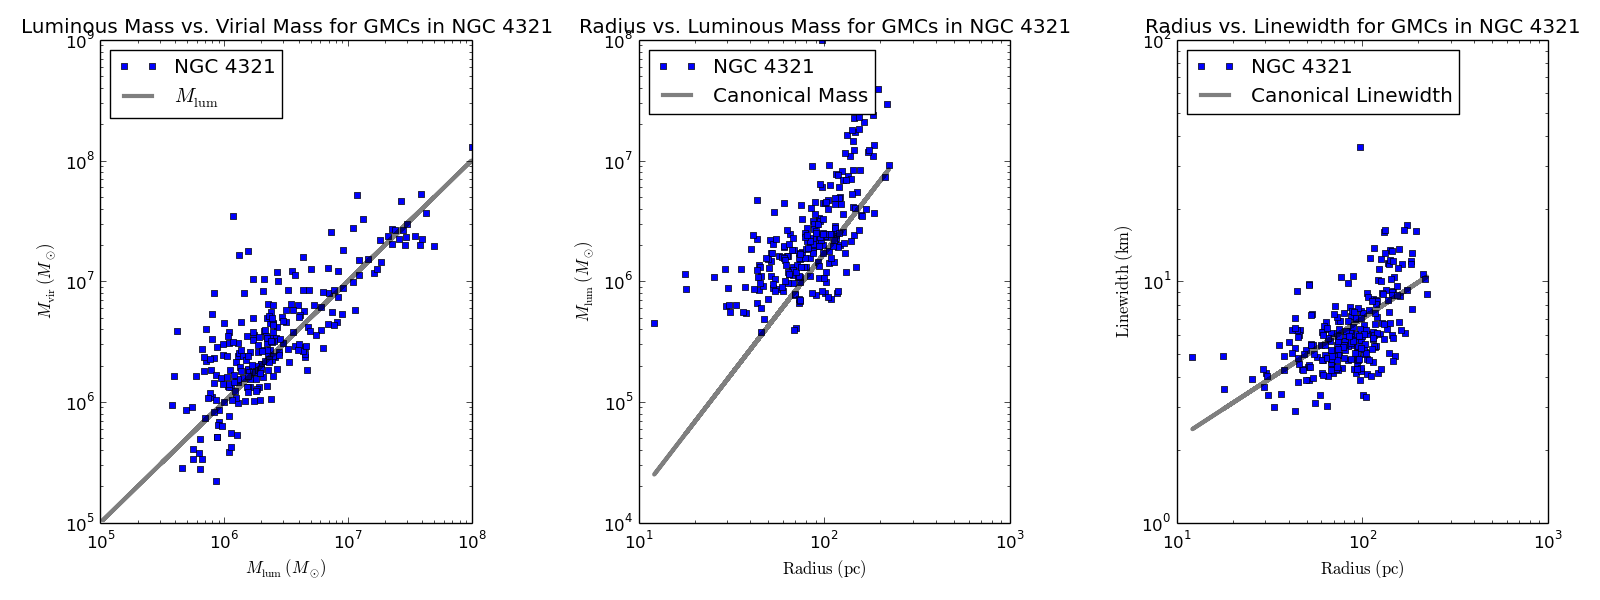 Luminous Mass vs. Virial Mass for GMCs in NGC 4321
10^9
10^8
10^7
10^6
10^5
M_vir (M_⊙)
NGC 4321
M_lum
10^5 10^6 10^7 10^8
M_lum (M_⊙)
Radius vs. Luminous Mass for GMCs in NGC 4321
10^8
10^7
10^6
10^5
10^4
M_lum (M_⊙)
NGC 4321
Canonical Mass
10^1 10^2 10^3
Radius (pc)
Radius vs. Linewidth for GMCs in NGC 4321
10^2
10^1
10^0
Linewidth (km)
NGC 4321
Canonical Linewidth
10^1 10^2 10^3
Radius (pc)